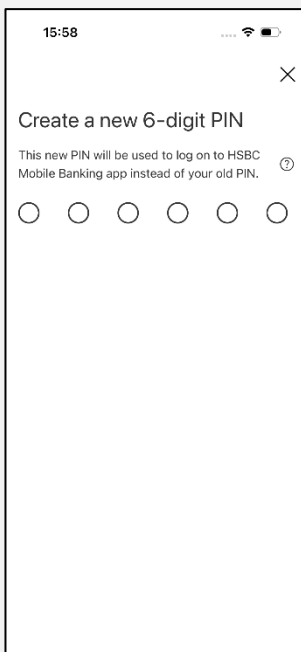 15:58
Create a new 6-digit PIN
This new PIN will be used to log on to HSBC
Mobile Banking app instead of your old PIN.
?